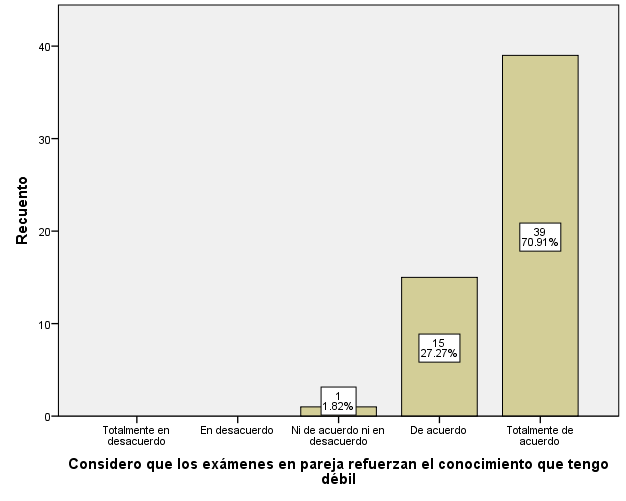 Recuento
40
30
20
10
0
39
70.91%
15
27.27%
1
1.82%
Totalmente en
desacuerdo
En desacuerdo
Ni de acuerdo ni en
desacuerdo
De acuerdo
Totalmente de
acuerdo
Considero que los exámenes en pareja refuerzan el conocimiento que tengo
débil